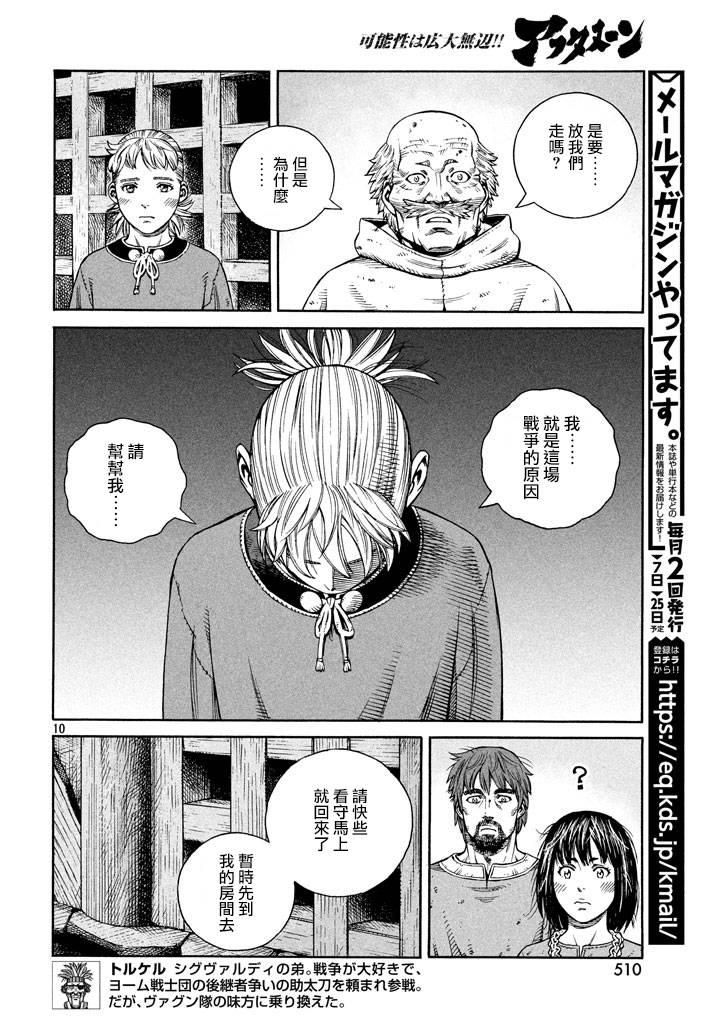 可能性は広大無辺!!
アフタヌーン
是要……
放我們
走嗎?
但是
為什麼
……
我……
就是這場
戰爭的原因
請
幫幫我……
10
?
請快些
看守馬上
就回來了
暫時先到
我的房間去
510
トルケル シグヴァルディの弟。戦争が大好きで、
ヨーム戦士団の後継者争いの助太刀を頼まれ参戦。
だが、ヴァグン隊の味方に乗り換えた。
メールマガジンやってます。
本誌や単行本などの
最新情報をお届けします!
毎月2回発行
▼7日▼25日予定
登録は
コチラ
から!!
https://eq.kds.jp/kmail/